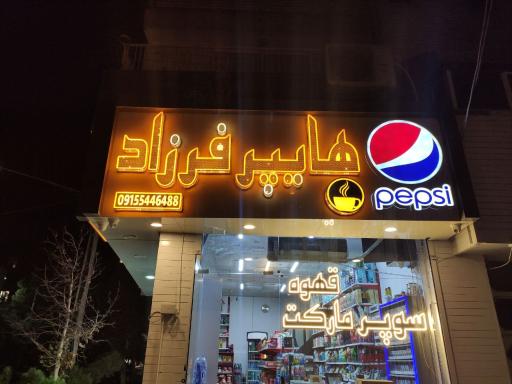 هایپر فرزاد
pepsi
09155446488
قهوه
سوپر مارکت